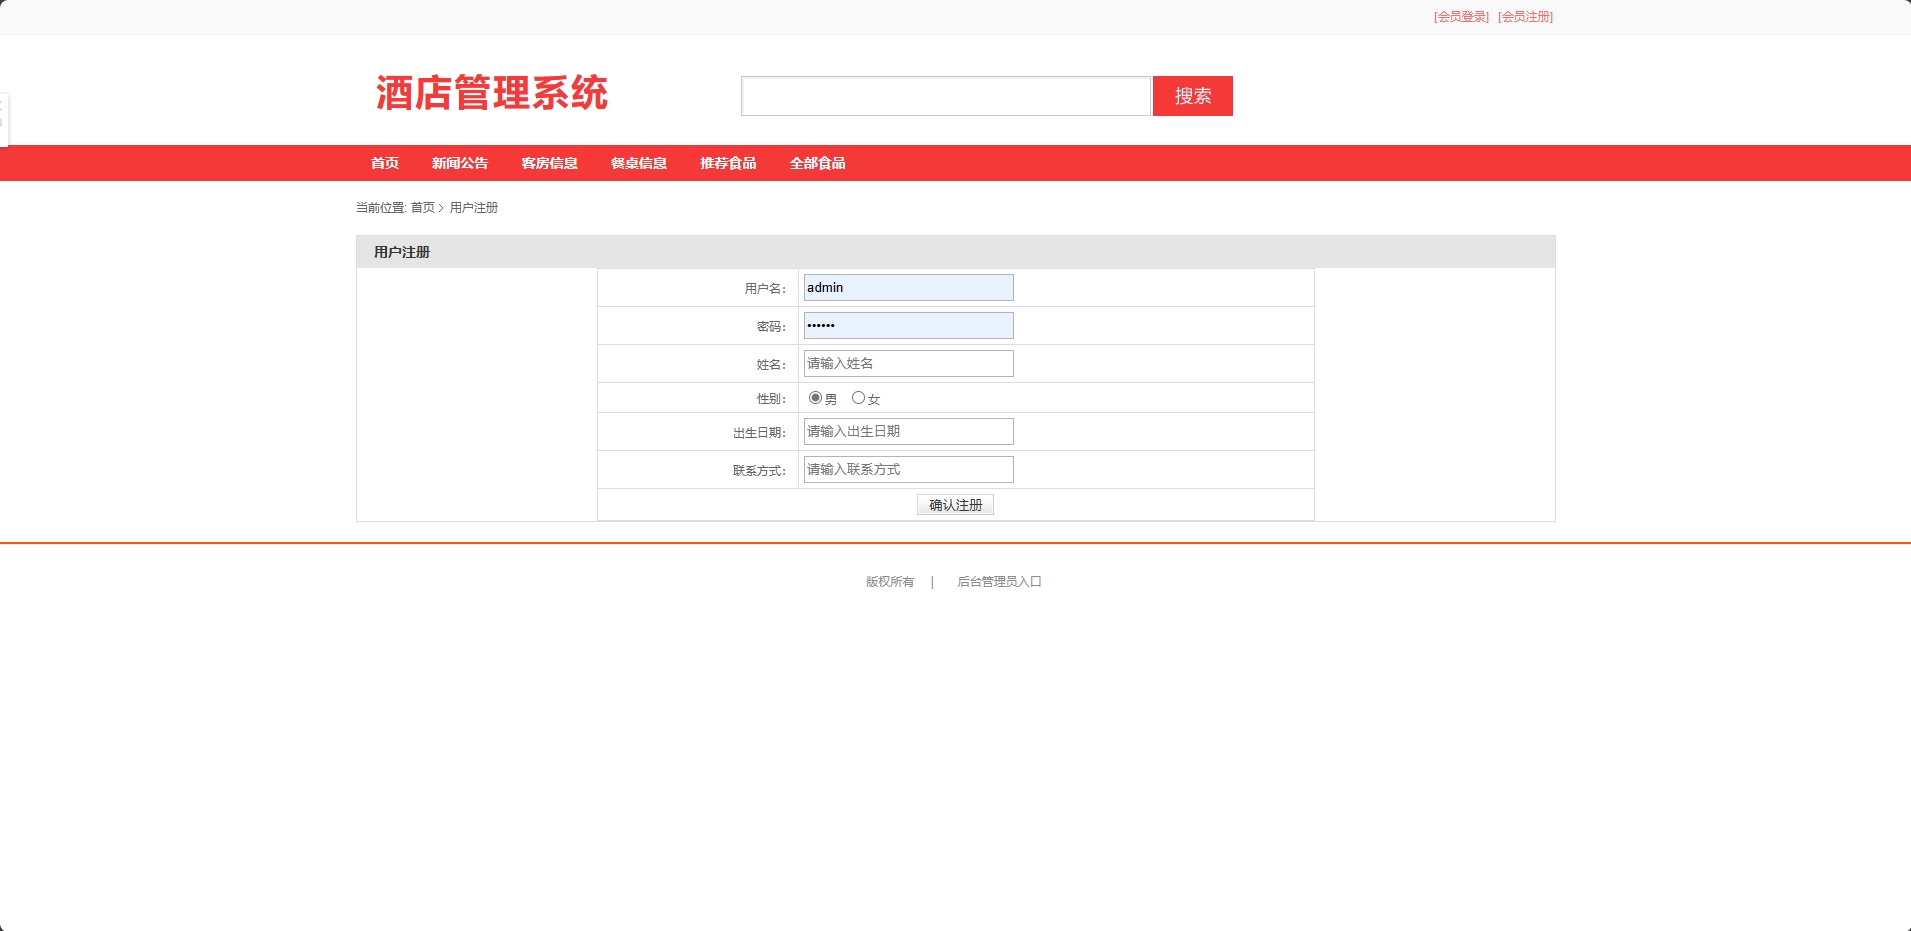 [会员登录] [会员注册]
酒店管理系统
搜索
首页 新闻公告 客房信息 餐桌信息 推荐食品 全部食品
当前位置: 首页 > 用户注册
用户注册
用户名： admin
密码： ••••••
姓名： 请输入姓名
性别： 男 女
出生日期： 请输入出生日期
联系方式： 请输入联系方式
确认注册
版权所有 | 后台管理员入口